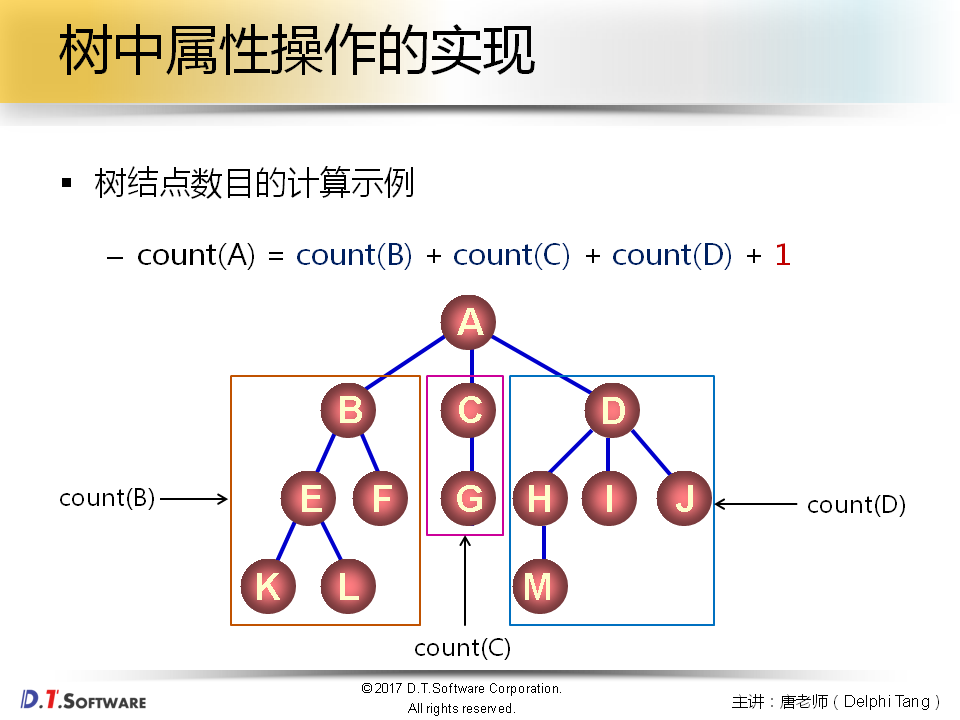 树中属性操作的实现
▪ 树结点数目的计算示例
– count(A) = count(B) + count(C) + count(D) + 1
A
B C D
E F G H I J
count(B) count(D)
K L M
count(C)
D.T.SOFTWARE
©2017 D.T.Software Corporation.
All rights reserved.
主讲：唐老师（Delphi Tang）